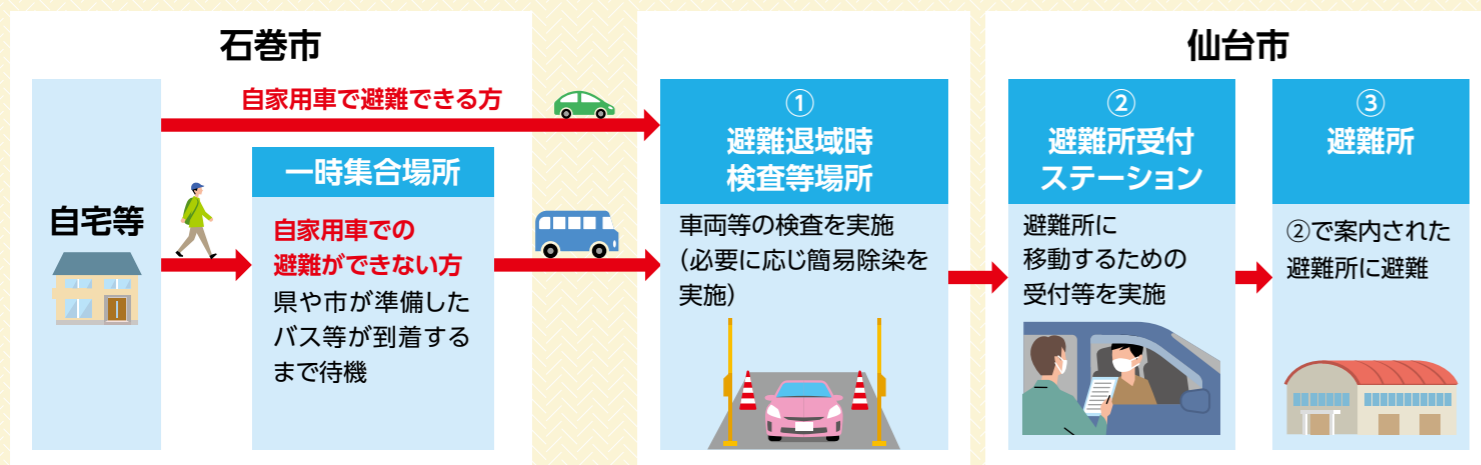 石巻市
自宅等
自家用車で避難できる方
一時集合場所
自家用車での
避難ができない方
県や市が準備した
バス等が到着する
まで待機
①
避難退域時
検査等場所
車両等の検査を実施
（必要に応じ簡易除染を
実施）
仙台市
②
避難所受付
ステーション
避難所に
移動するための
受付等を実施
③
避難所
②で案内された
避難所に避難